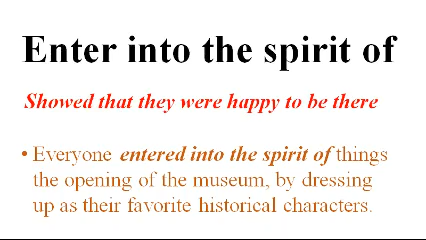 Enter into the spirit of
Showed that they were happy to be there
• Everyone entered into the spirit of things
the opening of the museum, by dressing
up as their favorite historical characters.